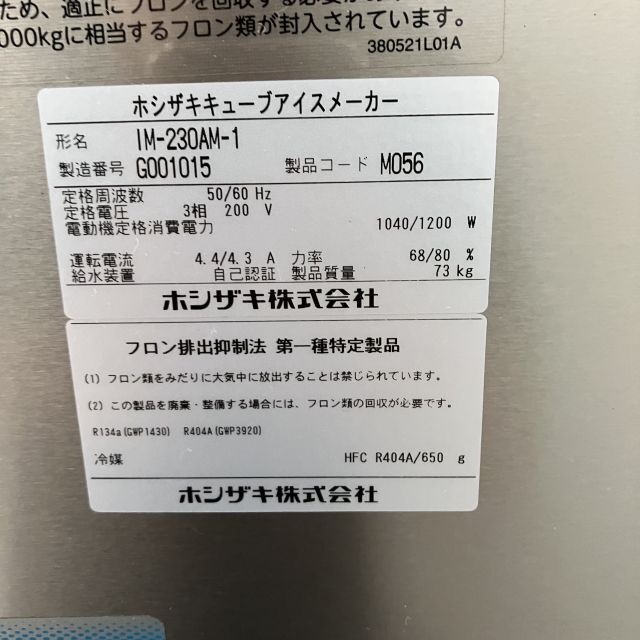 ため、適正にフロンを回収する必要が
000kgに相当するフロン類が封入されています。
380521L01A
ホシザキキューブアイスメーカー
形名 IM-230AM-1
製造番号 G001015 製品コード M056
定格周波数 50/60 Hz
定格電圧 3相 200 V
電動機定格消費電力 1040/1200 W
運転電流 4.4/4.3 A 力率 68/80 %
給水装置 自己認証 製品質量 73 kg
ホシザキ株式会社
フロン排出抑制法 第一種特定製品
(1) フロン類をみだりに大気中に放出することは禁じられています。
(2) この製品を廃棄・整備する場合には、フロン類の回収が必要です。
R134a(GWP1430) R404A(GWP3920)
冷媒 HFC R404A/650 g
ホシザキ株式会社